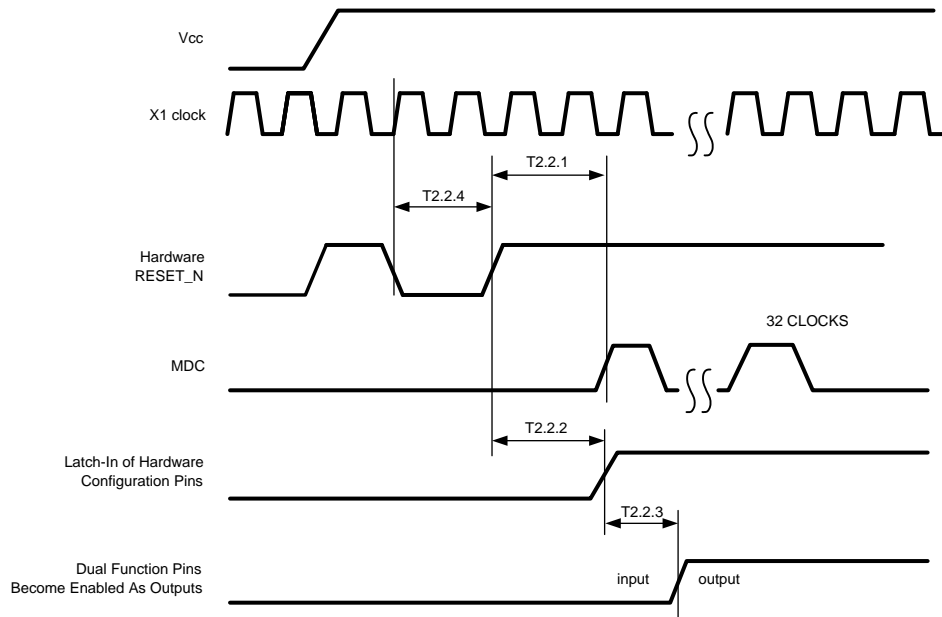 Vcc
X1 clock
T2.2.1
T2.2.4
Hardware
RESET_N
32 CLOCKS
MDC
T2.2.2
Latch-In of Hardware
Configuration Pins
T2.2.3
Dual Function Pins
Become Enabled As Outputs
input
output